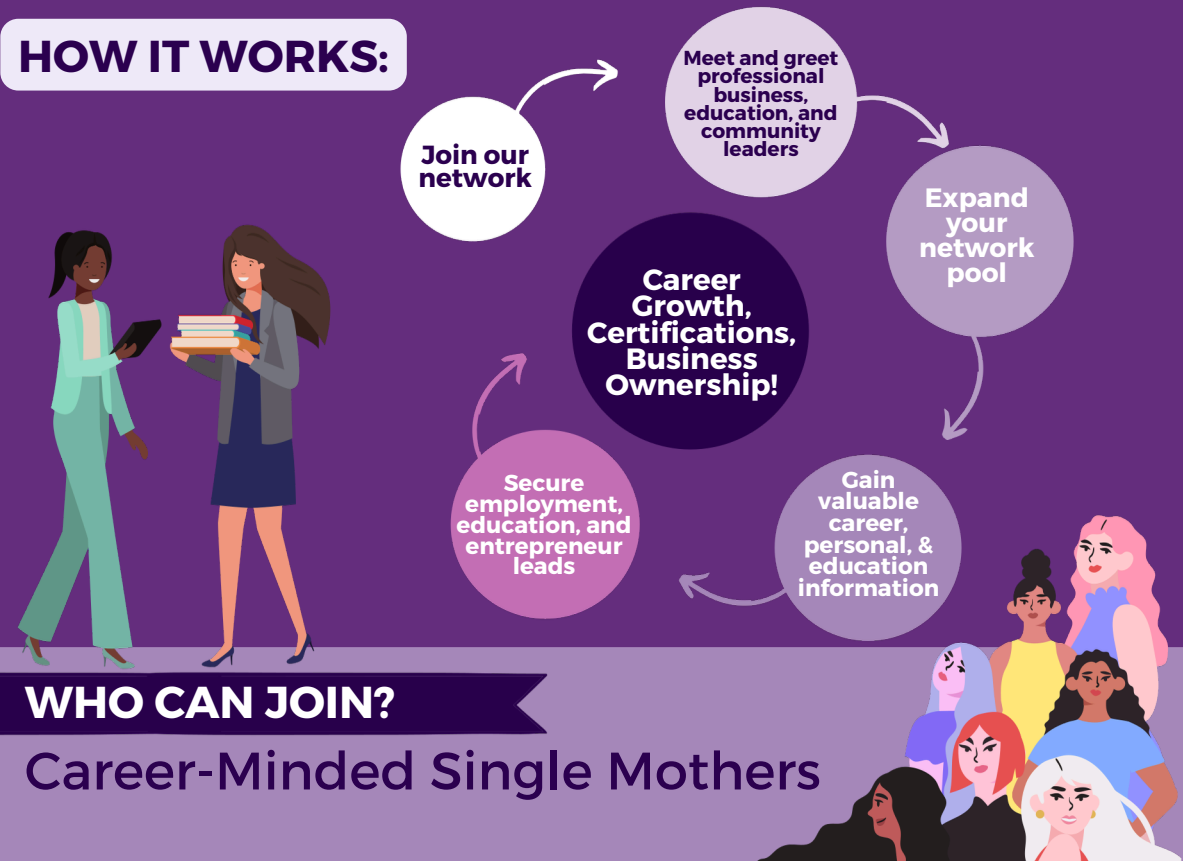 HOW IT WORKS:
Join our
network
Meet and greet
professional
business,
education, and
community
leaders
Expand
your
network
pool
Gain
valuable
career,
personal, &
education
information
Secure
employment,
education, and
entrepreneur
leads
Career
Growth,
Certifications,
Business
Ownership!
WHO CAN JOIN?
Career-Minded Single Mothers